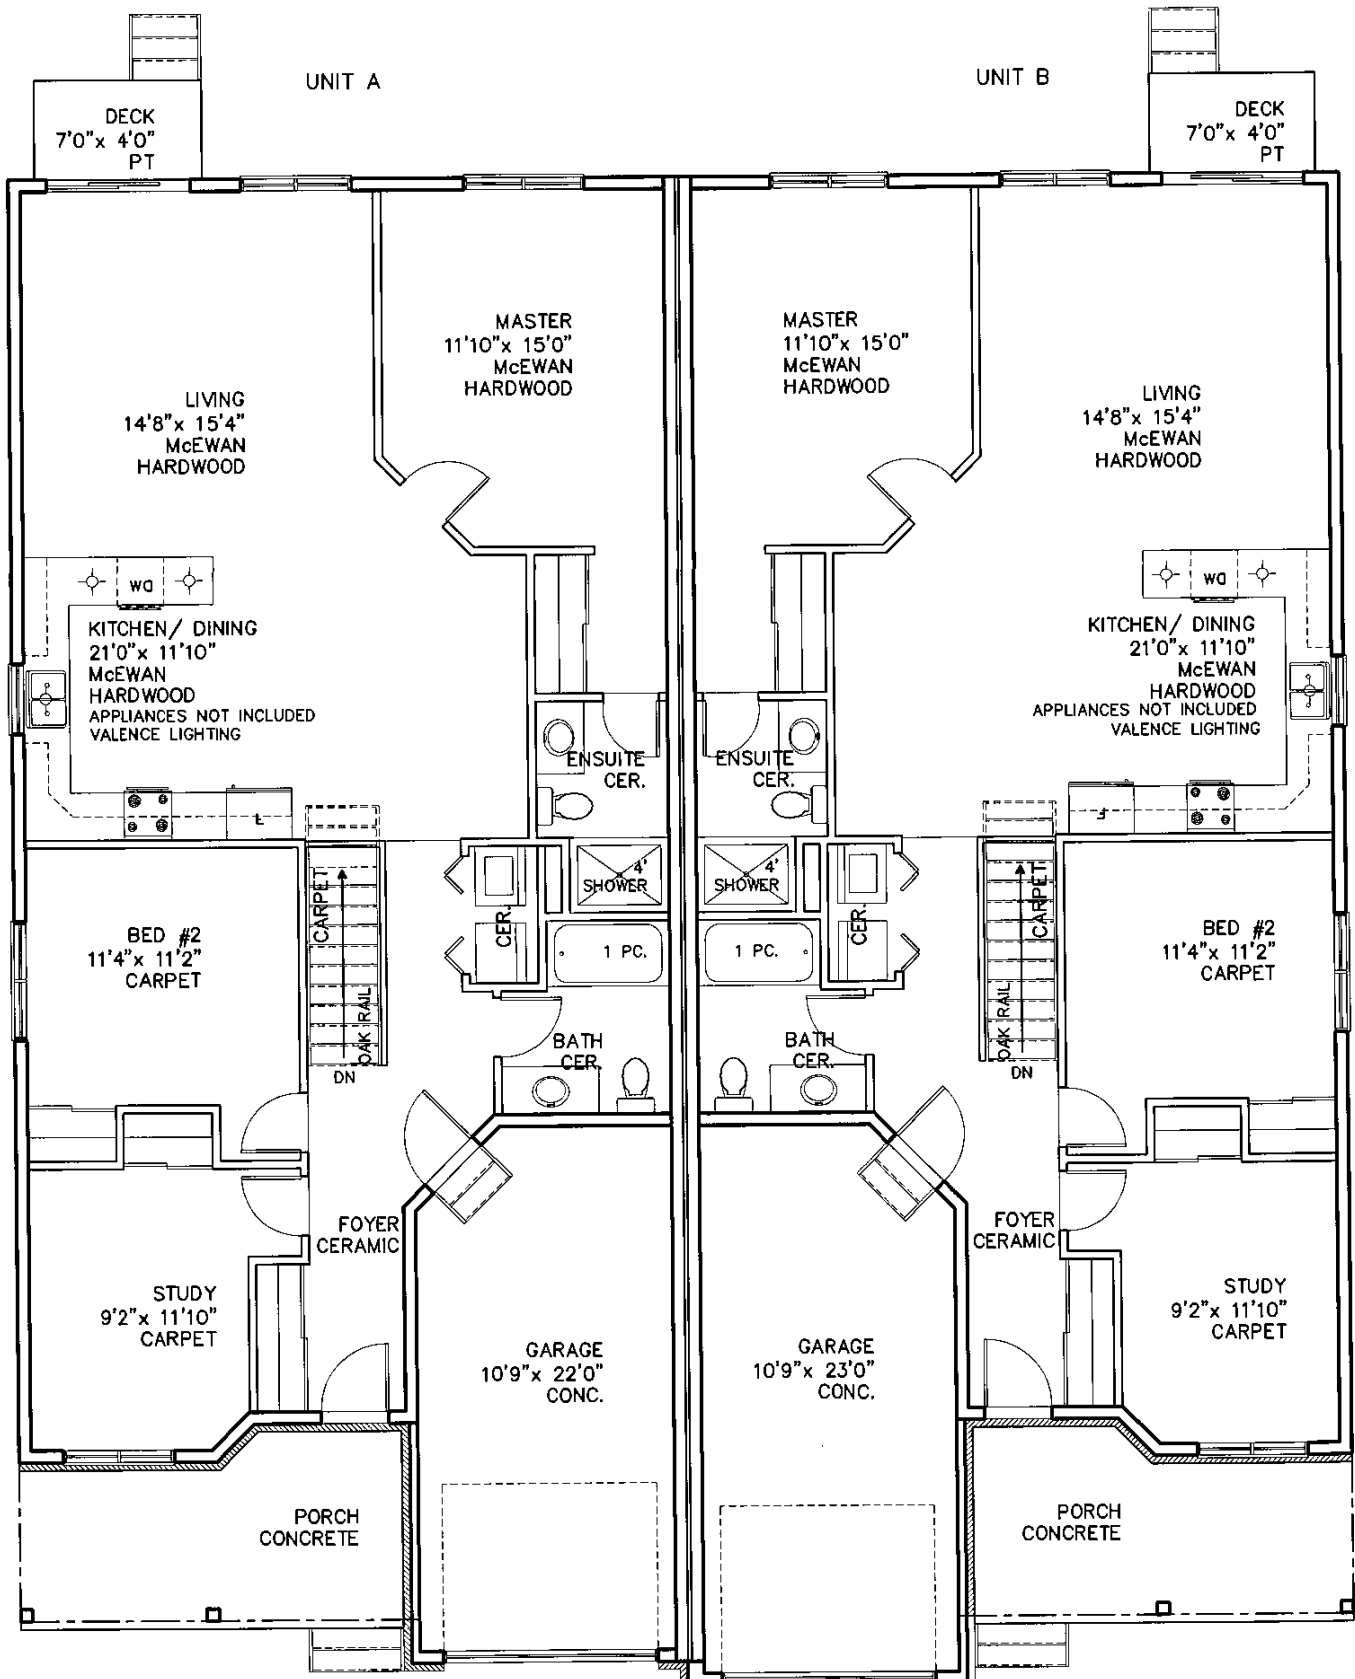 UNIT A
UNIT B
DECK
7'0"x 4'0"
PT
DECK
7'0"x 4'0"
PT
MASTER
11'10"x 15'0"
McEWAN
HARDWOOD
MASTER
11'10"x 15'0"
McEWAN
HARDWOOD
LIVING
14'8"x 15'4"
McEWAN
HARDWOOD
LIVING
14'8"x 15'4"
McEWAN
HARDWOOD
DW
DW
KITCHEN/ DINING
21'0"x 11'10"
McEWAN
HARDWOOD
APPLIANCES NOT INCLUDED
VALENCE LIGHTING
KITCHEN/ DINING
21'0"x 11'10"
McEWAN
HARDWOOD
APPLIANCES NOT INCLUDED
VALENCE LIGHTING
ENSUITE
CER.
ENSUITE
CER.
F
F
4'
SHOWER
4'
SHOWER
CARPET
CER.
CER.
CARPET
BED #2
11'4"x 11'2"
CARPET
1 PC.
1 PC.
BED #2
11'4"x 11'2"
CARPET
OAK RAIL
DN
BATH
CER.
BATH
CER.
OAK RAIL
DN
FOYER
CERAMIC
FOYER
CERAMIC
STUDY
9'2"x 11'10"
CARPET
STUDY
9'2"x 11'10"
CARPET
GARAGE
10'9"x 22'0"
CONC.
GARAGE
10'9"x 23'0"
CONC.
PORCH
CONCRETE
PORCH
CONCRETE